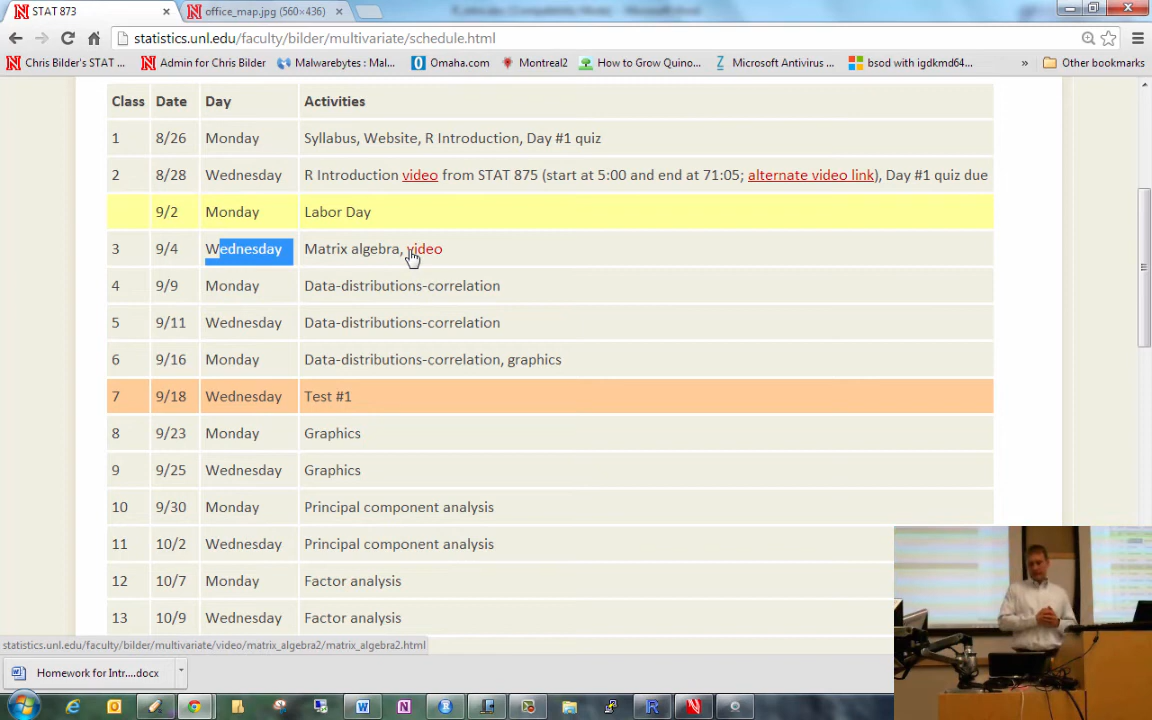 STAT 873
office_map.jpg (560×436)
statistics.unl.edu/faculty/bilder/multivariate/schedule.html
Chris Bilder's STAT ... Admin for Chris Bilder Malwarebytes : Mal... Omaha.com Montreal2 How to Grow Quino... Microsoft Antivirus ... bsod with igdkmd64... » Other bookmarks
Class Date Day Activities
1 8/26 Monday Syllabus, Website, R Introduction, Day #1 quiz
2 8/28 Wednesday R Introduction video from STAT 875 (start at 5:00 and end at 71:05; alternate video link), Day #1 quiz due
9/2 Monday Labor Day
3 9/4 Wednesday Matrix algebra, video
4 9/9 Monday Data-distributions-correlation
5 9/11 Wednesday Data-distributions-correlation
6 9/16 Monday Data-distributions-correlation, graphics
7 9/18 Wednesday Test #1
8 9/23 Monday Graphics
9 9/25 Wednesday Graphics
10 9/30 Monday Principal component analysis
11 10/2 Wednesday Principal component analysis
12 10/7 Monday Factor analysis
13 10/9 Wednesday Factor analysis
statistics.unl.edu/faculty/bilder/multivariate/video/matrix_algebra2/matrix_algebra2.html
Homework for Intr....docx